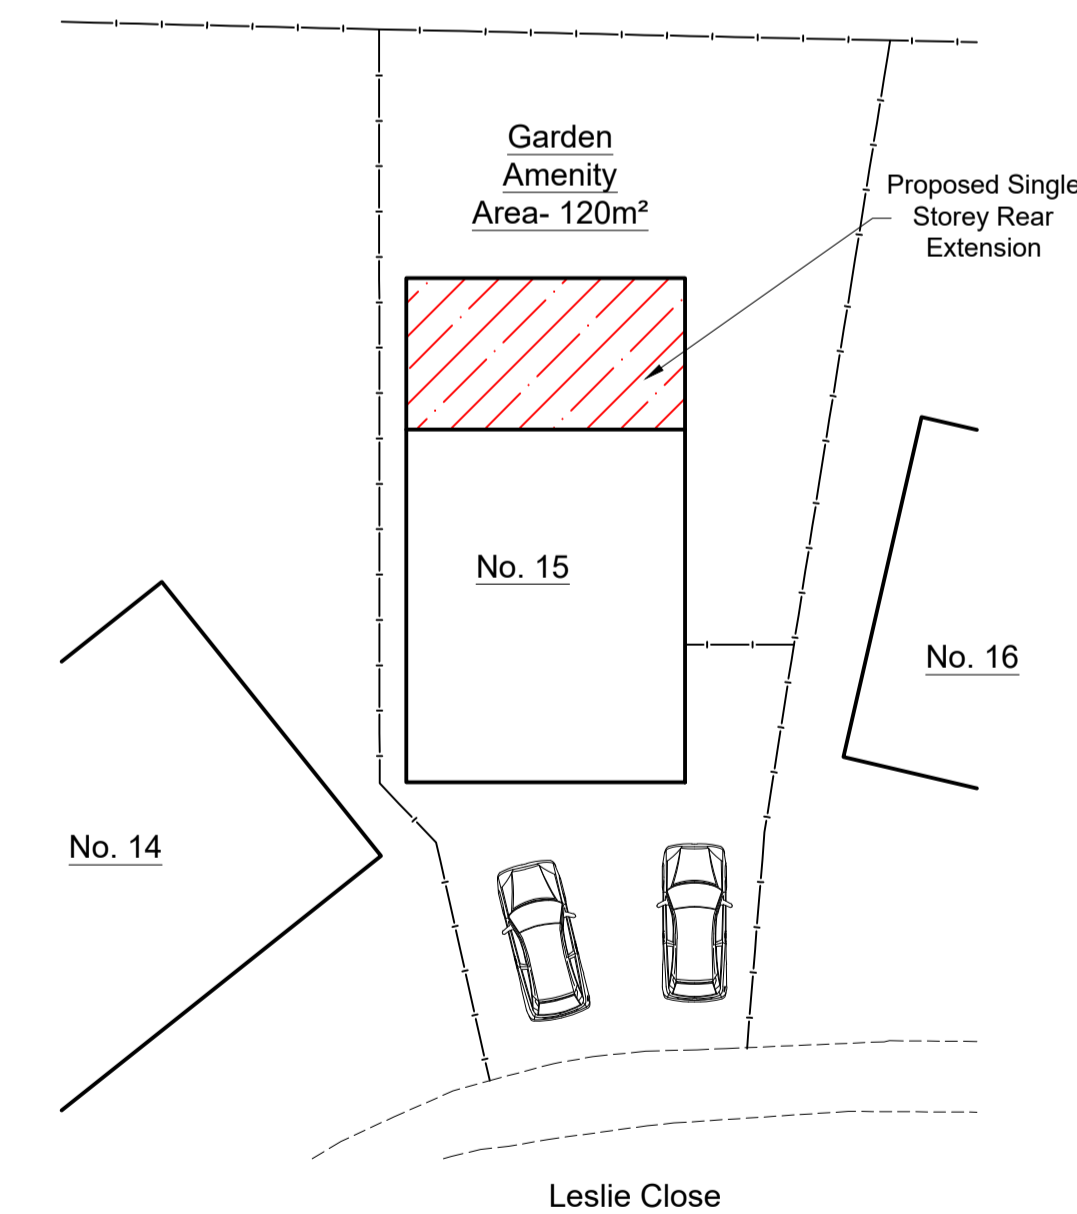 Garden
Amenity
Area- 120m²
Proposed Single
Storey Rear
Extension
No. 15
No. 16
No. 14
Leslie Close